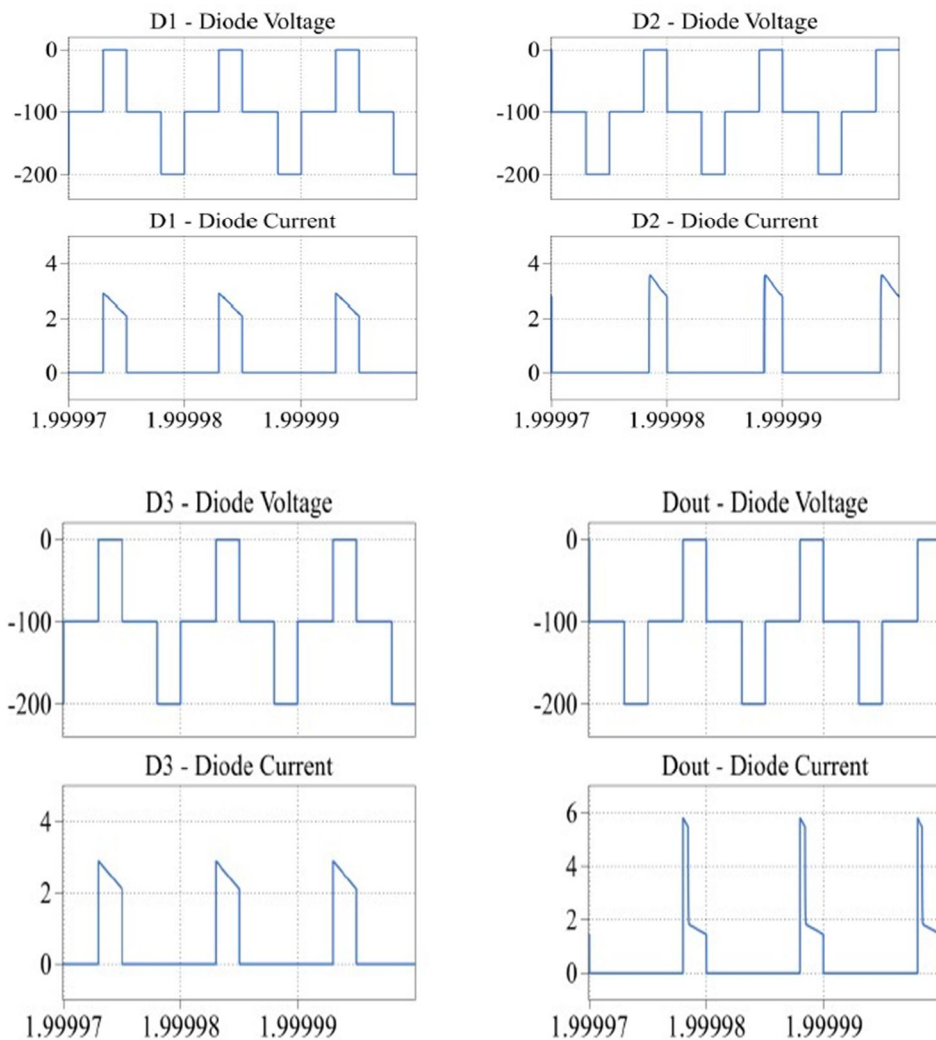 D1 - Diode Voltage
0
-100
-200
D1 - Diode Current
4
2
0
1.99997 1.99998 1.99999
D2 - Diode Voltage
0
-100
-200
D2 - Diode Current
4
2
0
1.99997 1.99998 1.99999
D3 - Diode Voltage
0
-100
-200
D3 - Diode Current
4
2
0
1.99997 1.99998 1.99999
Dout - Diode Voltage
0
-100
-200
Dout - Diode Current
6
4
2
0
1.99997 1.99998 1.99999